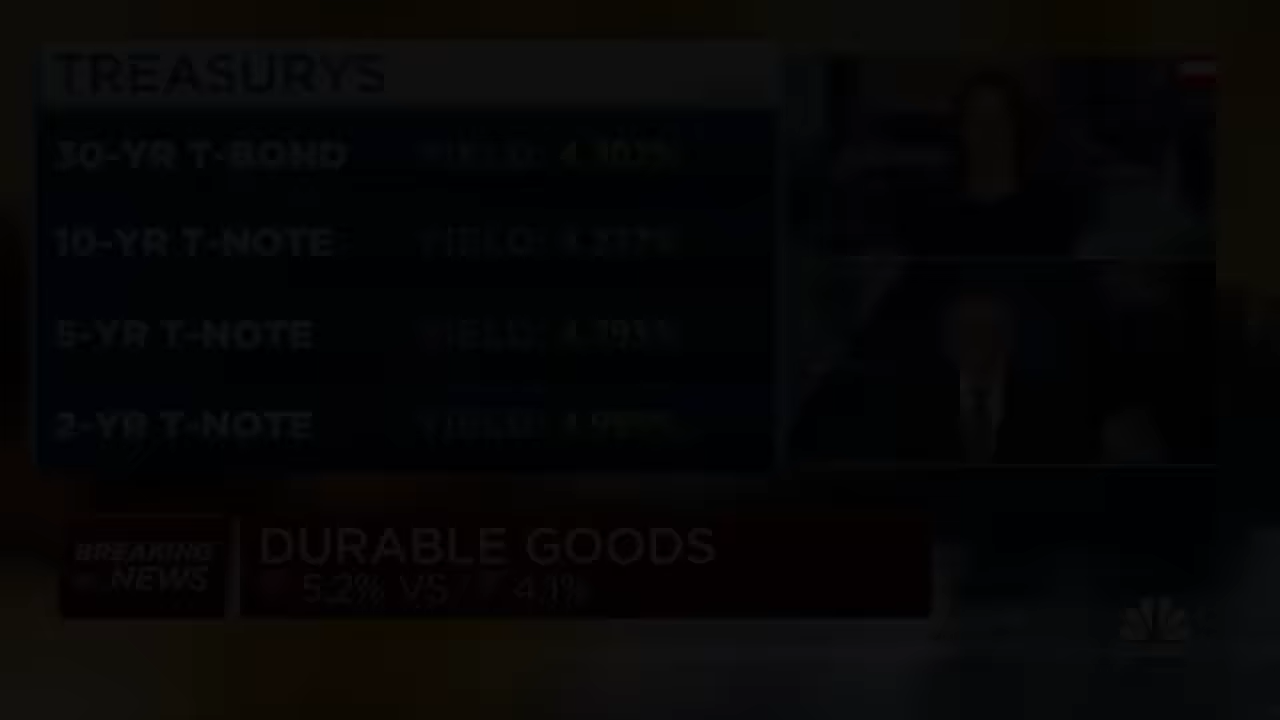 TREASURYS
30-YR T-BOND YIELD:
10-YR T-NOTE YIELD:
5-YR T-NOTE YIELD:
2-YR T-NOTE YIELD:
BREAKING
NEWS
DURABLE GOODS
5.2% VS 4.1%